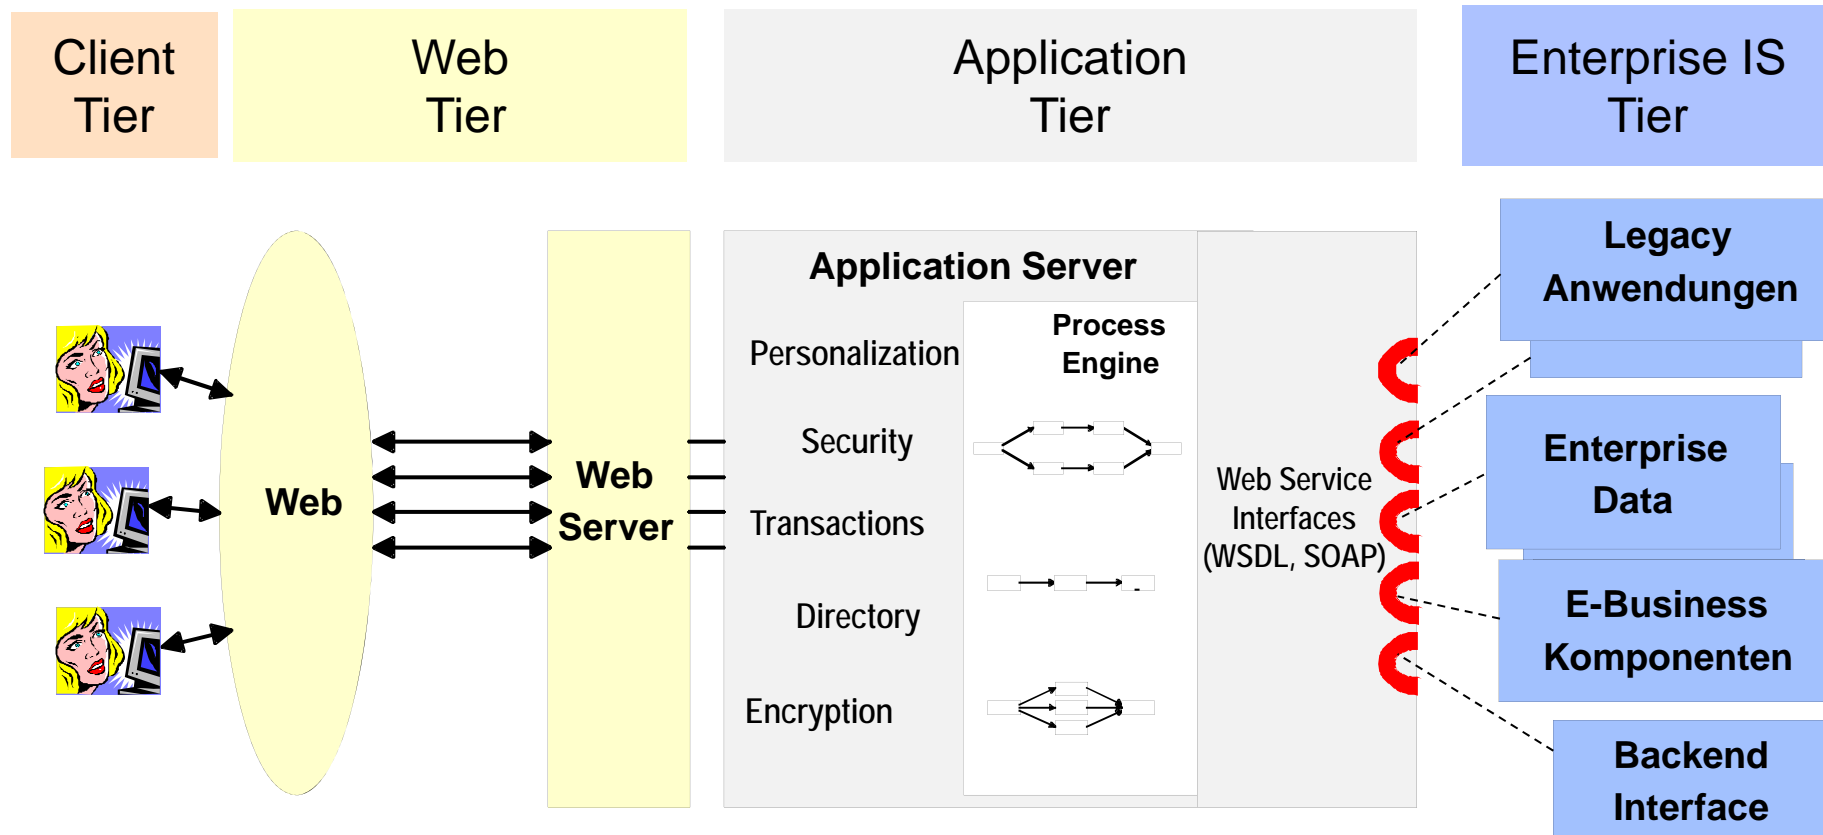 Client
Tier
Web
Tier
Application
Tier
Enterprise IS
Tier
Web
Web
Server
Application Server
Personalization
Security
Transactions
Directory
Encryption
Process
Engine
Web Service
Interfaces
(WSDL, SOAP)
Legacy
Anwendungen
Enterprise
Data
E-Business
Komponenten
Backend
Interface